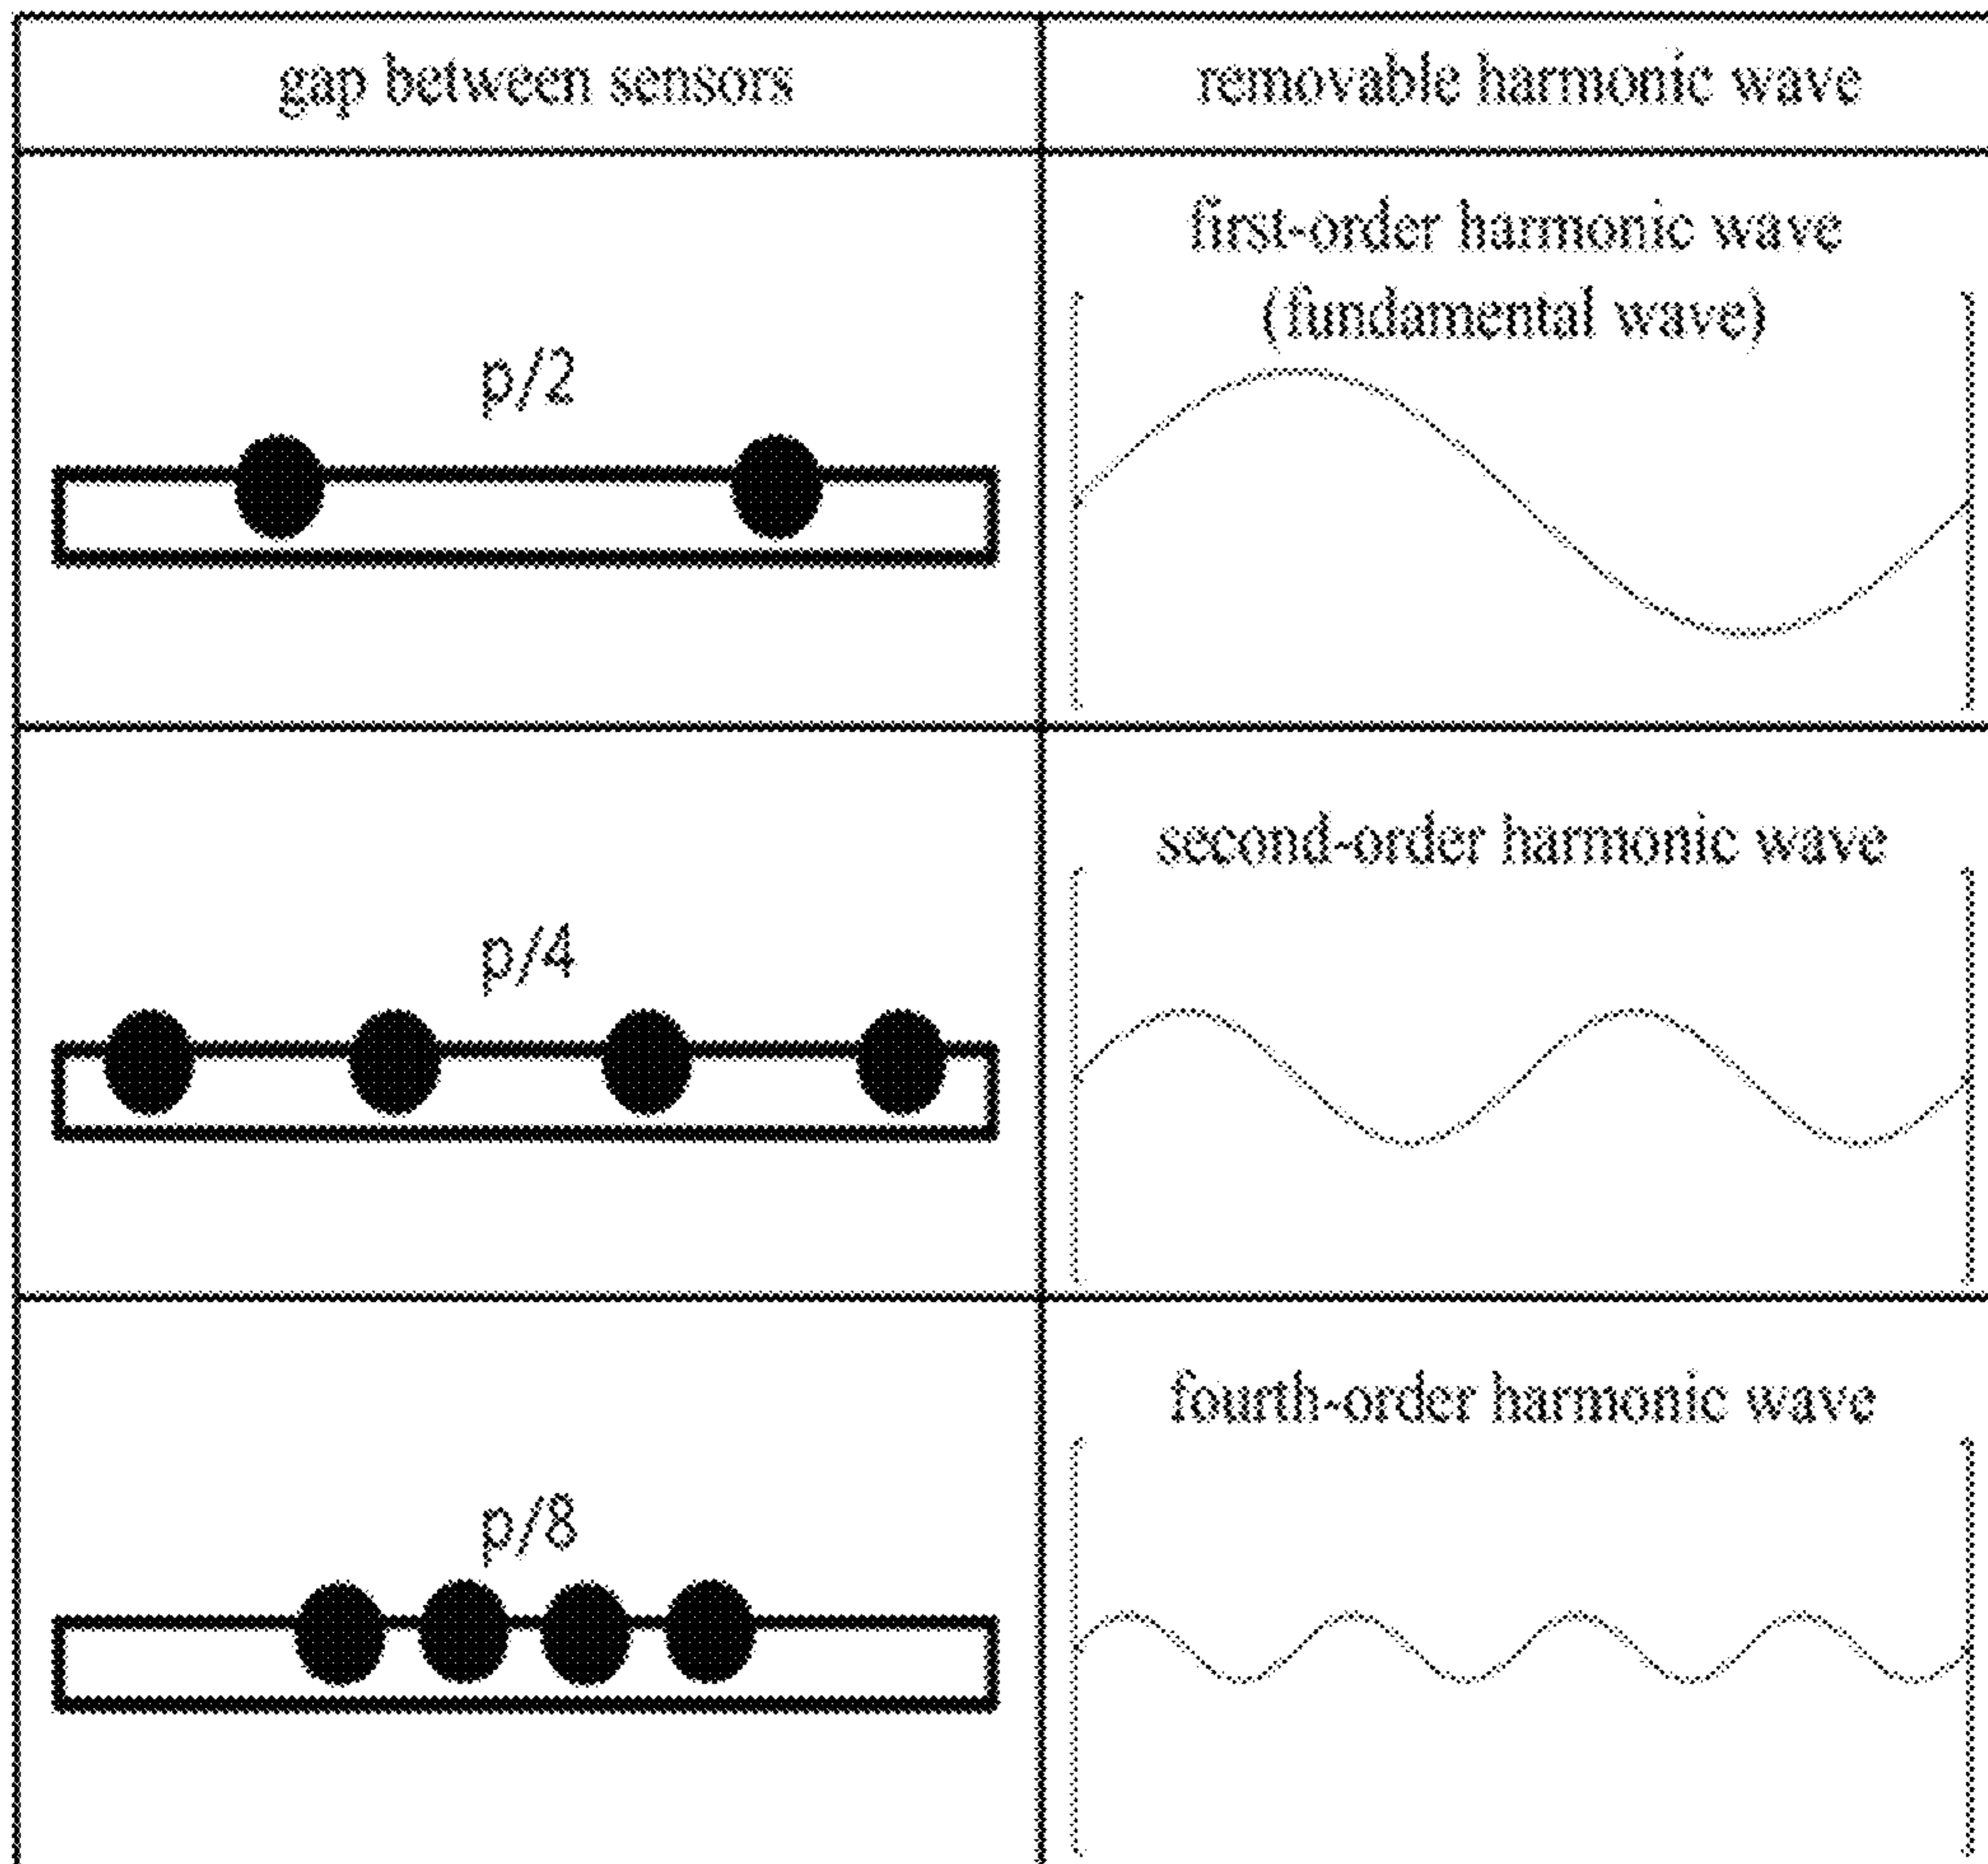 gap between sensors
removable harmonic wave
p/2
first-order harmonic wave
(fundamental wave)
p/4
second-order harmonic wave
p/8
fourth-order harmonic wave